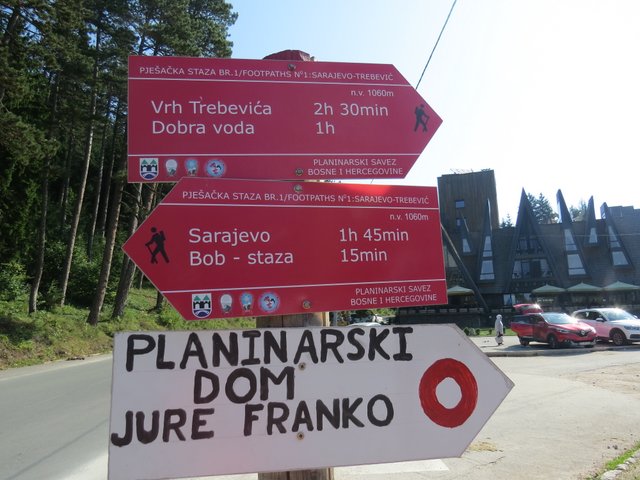 PJEŠAČKA STAZA BR.1/FOOTPATHS Nº1:SARAJEVO-TREBEVIĆ
n.v. 1060m
Vrh Trebevića 2h 30min
Dobra voda 1h
PLANINARSKI SAVEZ
BOSNE I HERCEGOVINE
PJEŠAČKA STAZA BR.1/FOOTPATHS Nº1:SARAJEVO-TREBEVIĆ
n.v. 1060m
Sarajevo 1h 45min
Bob - staza 15min
PLANINARSKI SAVEZ
BOSNE I HERCEGOVINE
PLANINARSKI
DOM
JURE FRANKO